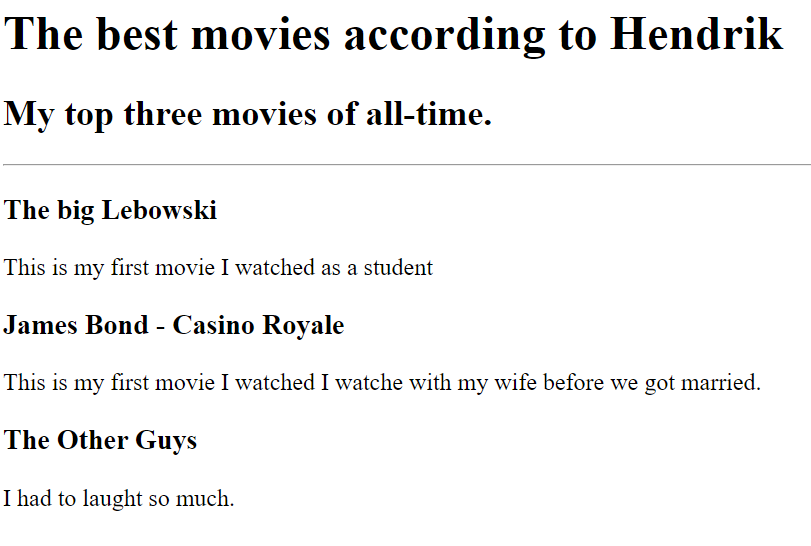 The best movies according to Hendrik
My top three movies of all-time.
The big Lebowski
This is my first movie I watched as a student
James Bond - Casino Royale
This is my first movie I watched I watche with my wife before we got married.
The Other Guys
I had to laught so much.